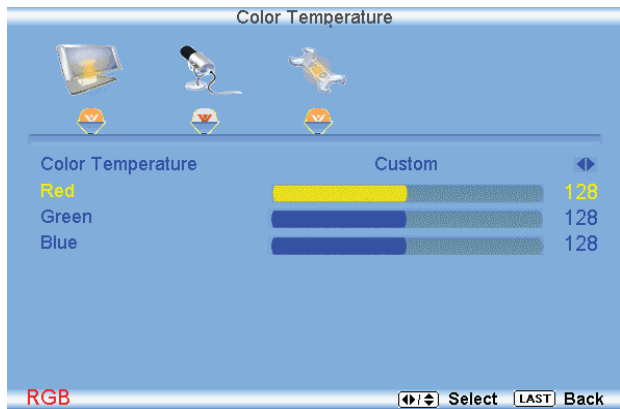 Color Temperature
Color Temperature Custom
Red 128
Green 128
Blue 128
RGB Select LAST Back